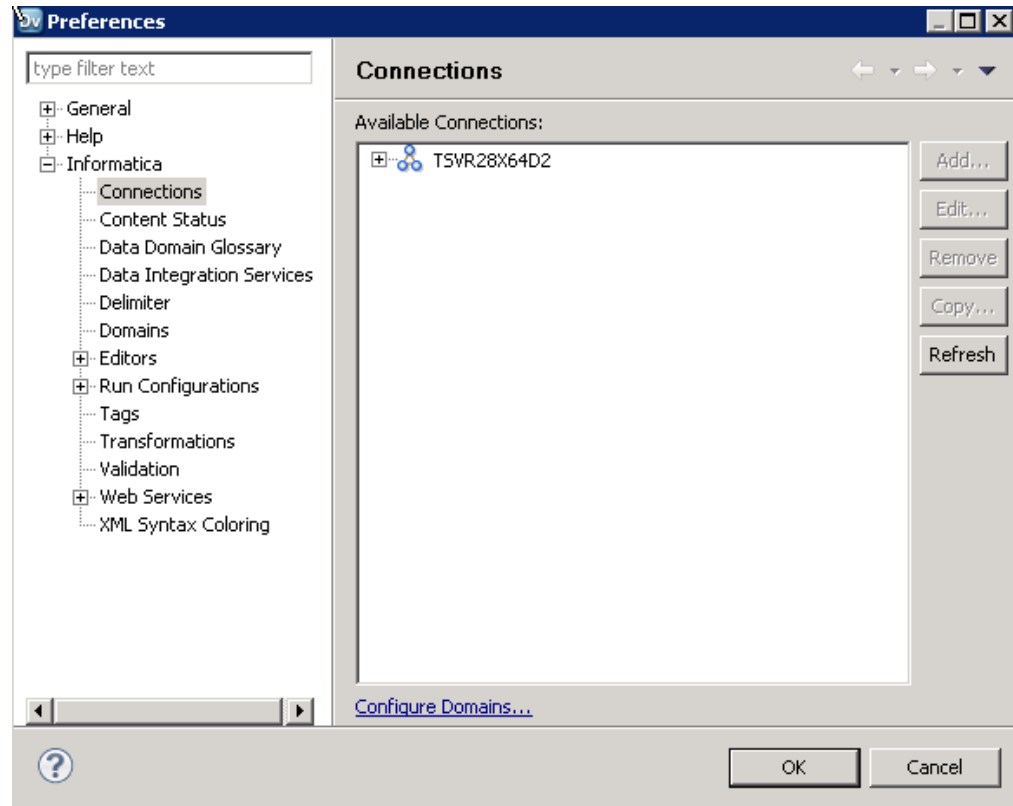 Dv Preferences
type filter text
General
Help
Informatica
Connections
Content Status
Data Domain Glossary
Data Integration Services
Delimiter
Domains
Editors
Run Configurations
Tags
Transformations
Validation
Web Services
XML Syntax Coloring
Connections
Available Connections:
TSVR28X64D2
Add...
Edit...
Remove
Copy...
Refresh
Configure Domains...
?
OK
Cancel